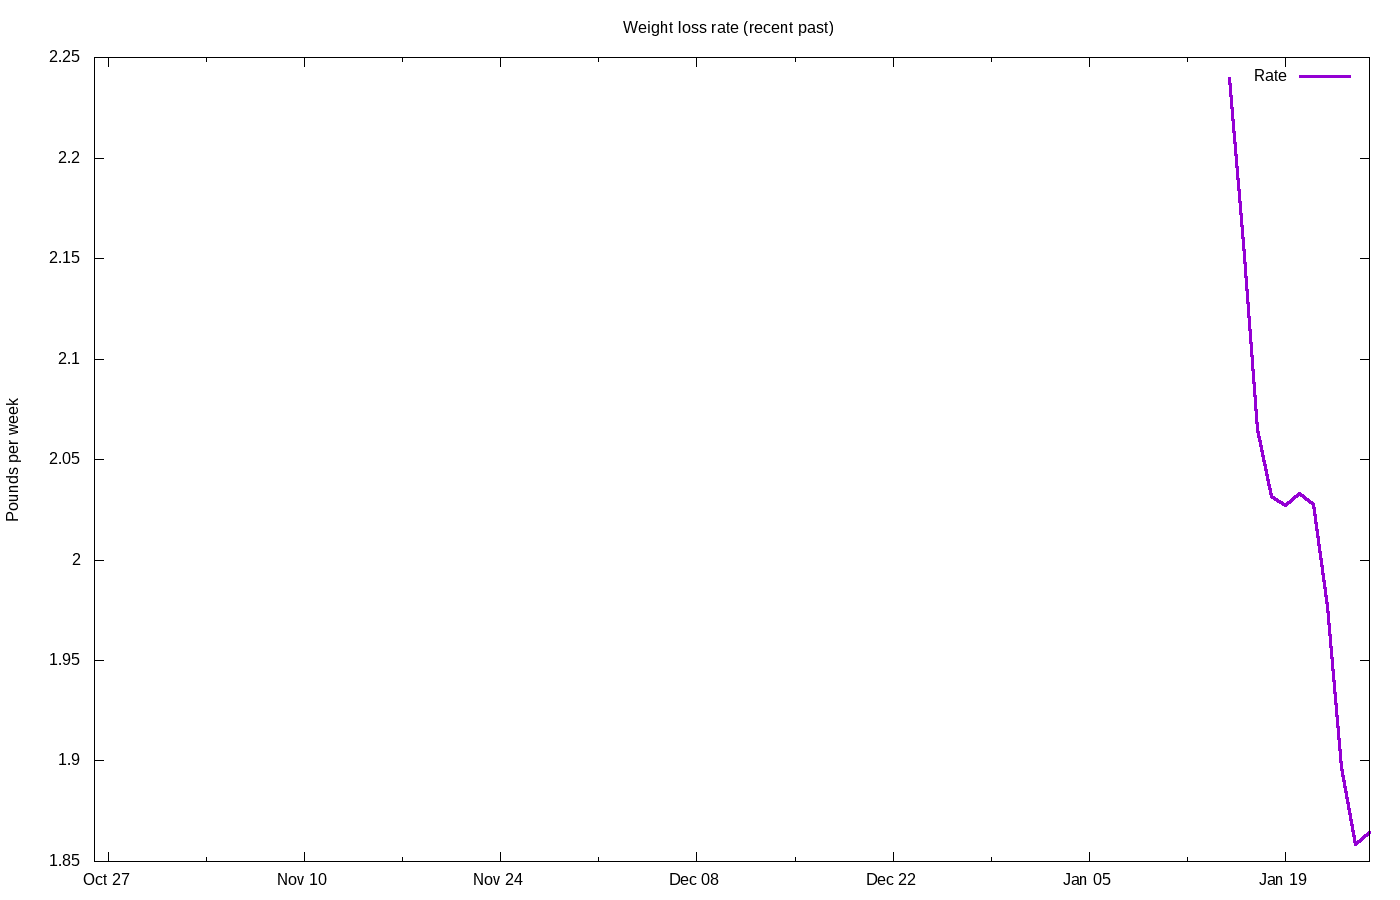 Weight loss rate (recent past)
Rate
Pounds per week
2.25
2.2
2.15
2.1
2.05
2
1.95
1.9
1.85
Oct 27
Nov 10
Nov 24
Dec 08
Dec 22
Jan 05
Jan 19